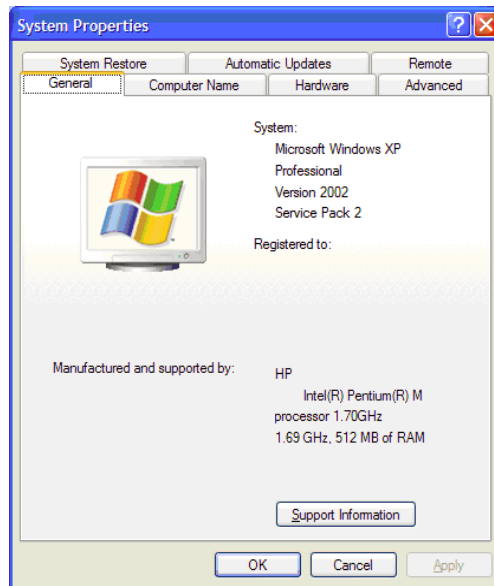 System Properties
System Restore Automatic Updates Remote
General Computer Name Hardware Advanced
System:
Microsoft Windows XP
Professional
Version 2002
Service Pack 2
Registered to:
Manufactured and supported by:
HP
Intel(R) Pentium(R) M
processor 1.70GHz
1.69 GHz, 512 MB of RAM
Support Information
OK Cancel Apply